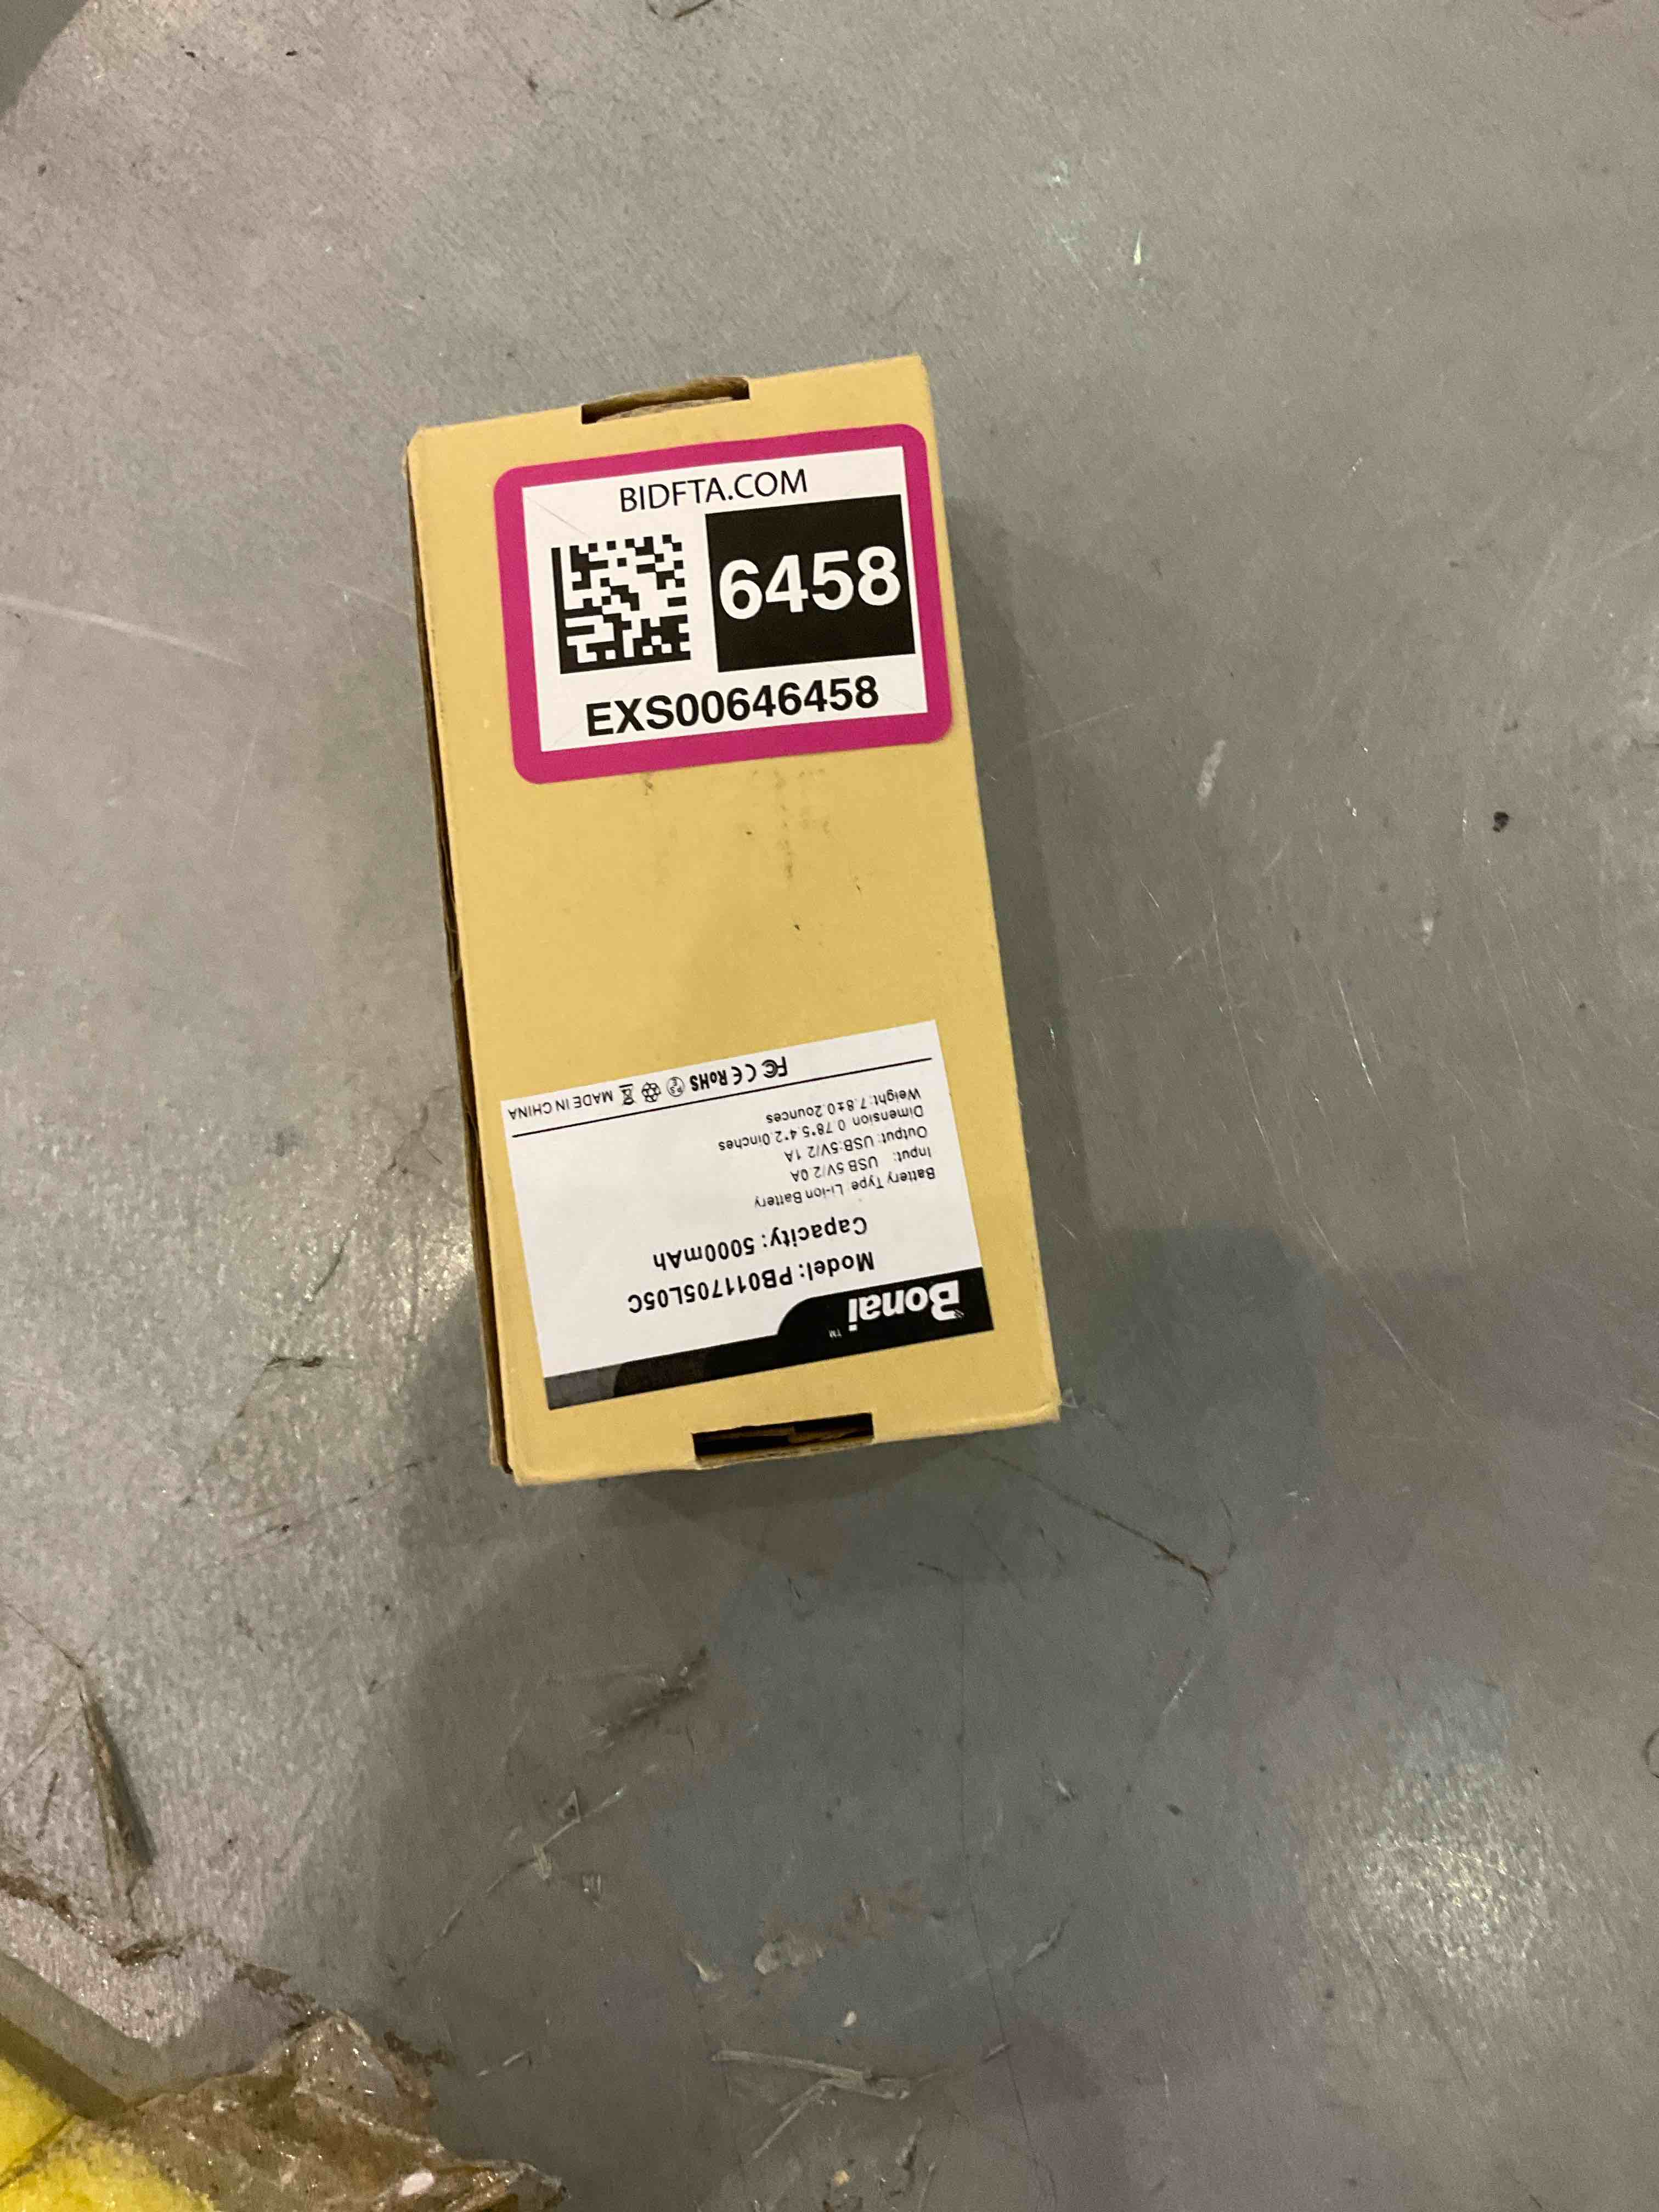 BIDFTA.COM
6458
EXS00646458
Bonai™
Model: PB011705L05C
Capacity: 5000mAh
Battery Type: Li-ion Battery
Input: USB 5V/2.0A
Output: USB:5V/2.1A
Dimension 0.78*5.4*2.0inches
Weight:7.8±0.2ounces
FC CE RoHS PSE MADE IN CHINA